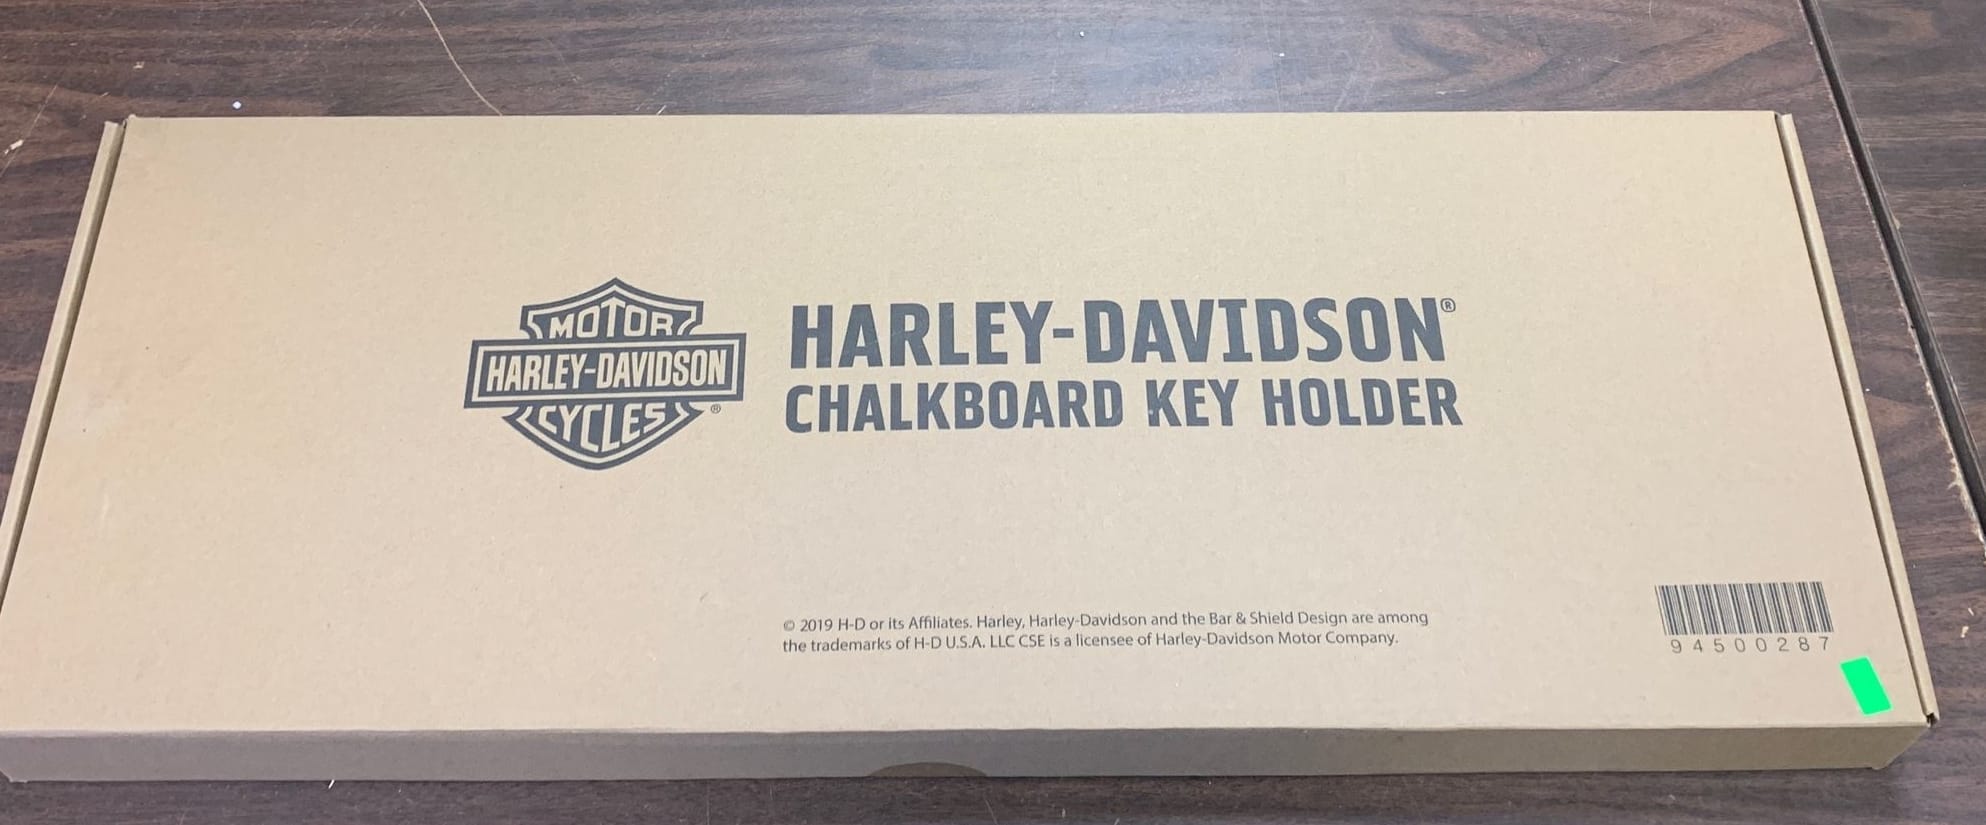 MOTOR
HARLEY-DAVIDSON
CYCLES®
HARLEY-DAVIDSON®
CHALKBOARD KEY HOLDER
© 2019 H-D or its Affiliates. Harley, Harley-Davidson and the Bar & Shield Design are among
the trademarks of H-D U.S.A. LLC CSE is a licensee of Harley-Davidson Motor Company.
94500287